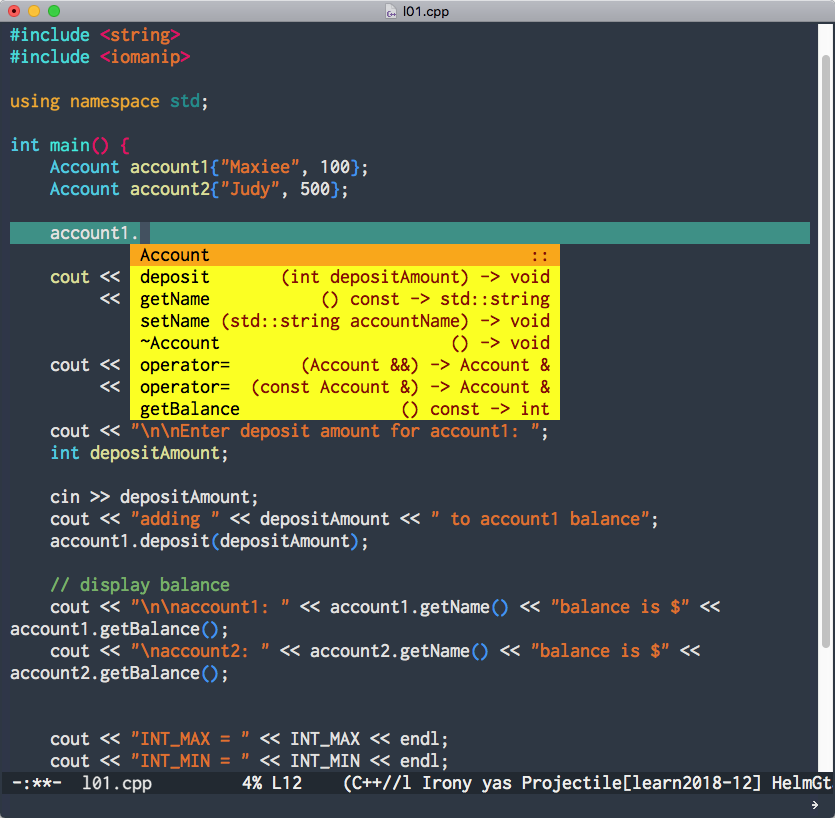 l01.cpp
#include <string>
#include <iomanip>
using namespace std;
int main() {
Account account1{"Maxiee", 100};
Account account2{"Judy", 500};
account1.
Account ::
cout << deposit (int depositAmount) -> void
<< getName () const -> std::string
setName (std::string accountName) -> void
~Account () -> void
cout << operator= (Account &&) -> Account &
<< operator= (const Account &) -> Account &
getBalance () const -> int
cout << "\n\nEnter deposit amount for account1: ";
int depositAmount;
cin >> depositAmount;
cout << "adding " << depositAmount << " to account1 balance";
account1.deposit(depositAmount);
// display balance
cout << "\n\naccount1: " << account1.getName() << "balance is $" <<
account1.getBalance();
cout << "\naccount2: " << account2.getName() << "balance is $" <<
account2.getBalance();
cout << "INT_MAX = " << INT_MAX << endl;
cout << "INT_MIN = " << INT_MIN << endl;
-:**- l01.cpp 4% L12 (C++//l Irony yas Projectile[learn2018-12] HelmGt